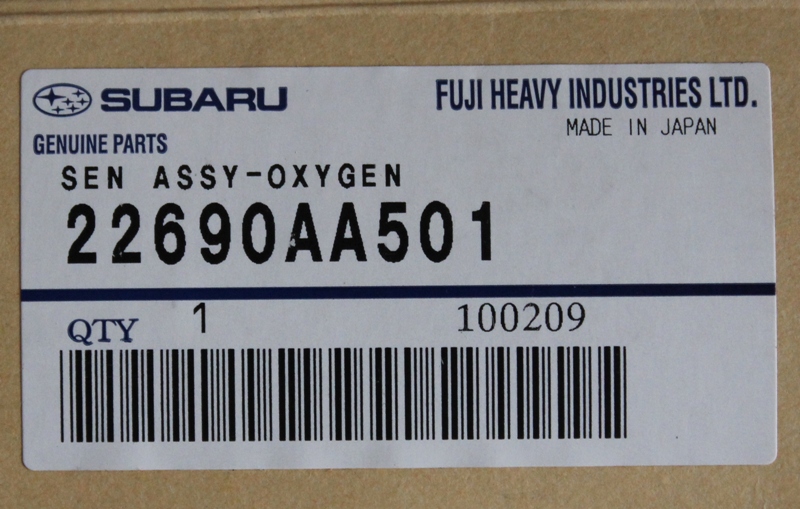 SUBARU FUJI HEAVY INDUSTRIES LTD.
MADE IN JAPAN
GENUINE PARTS
SEN ASSY-OXYGEN
22690AA501
QTY 1 100209